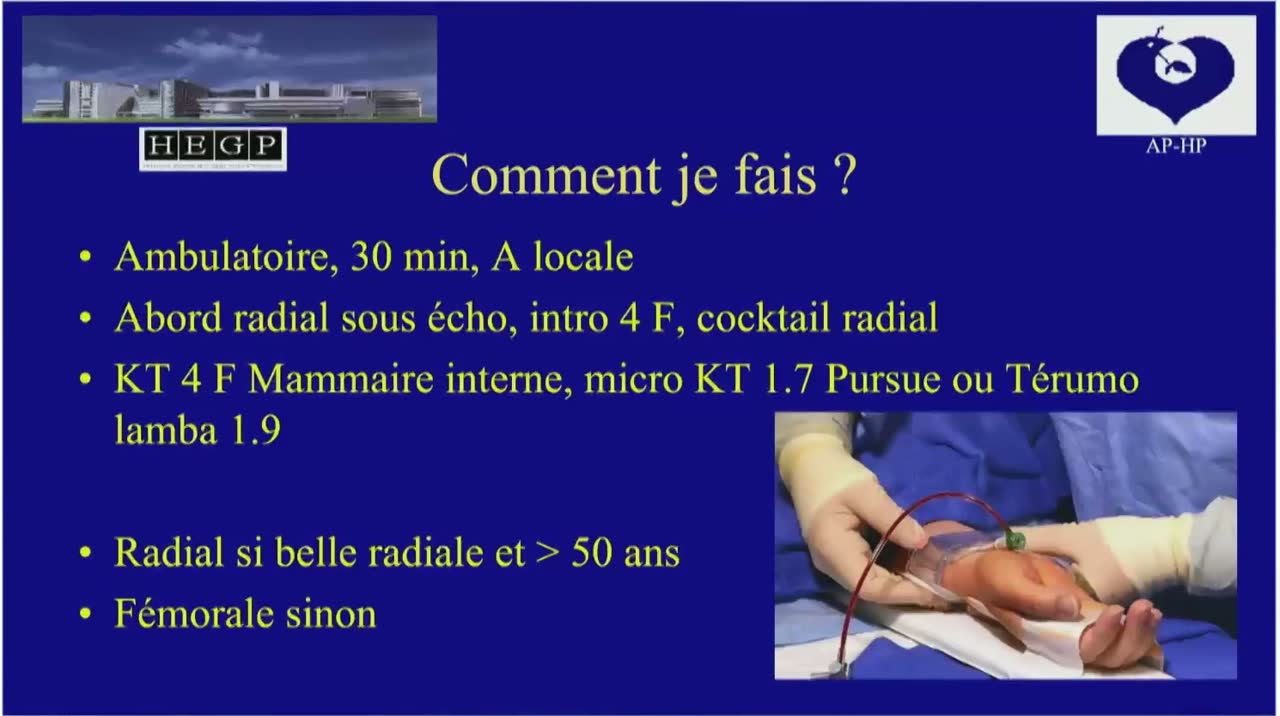 HEGP
AP-HP
Comment je fais ?
• Ambulatoire, 30 min, A locale
• Abord radial sous écho, intro 4 F, cocktail radial
• KT 4 F Mammaire interne, micro KT 1.7 Pursue ou Térumo
lamba 1.9
• Radial si belle radiale et > 50 ans
• Fémorale sinon